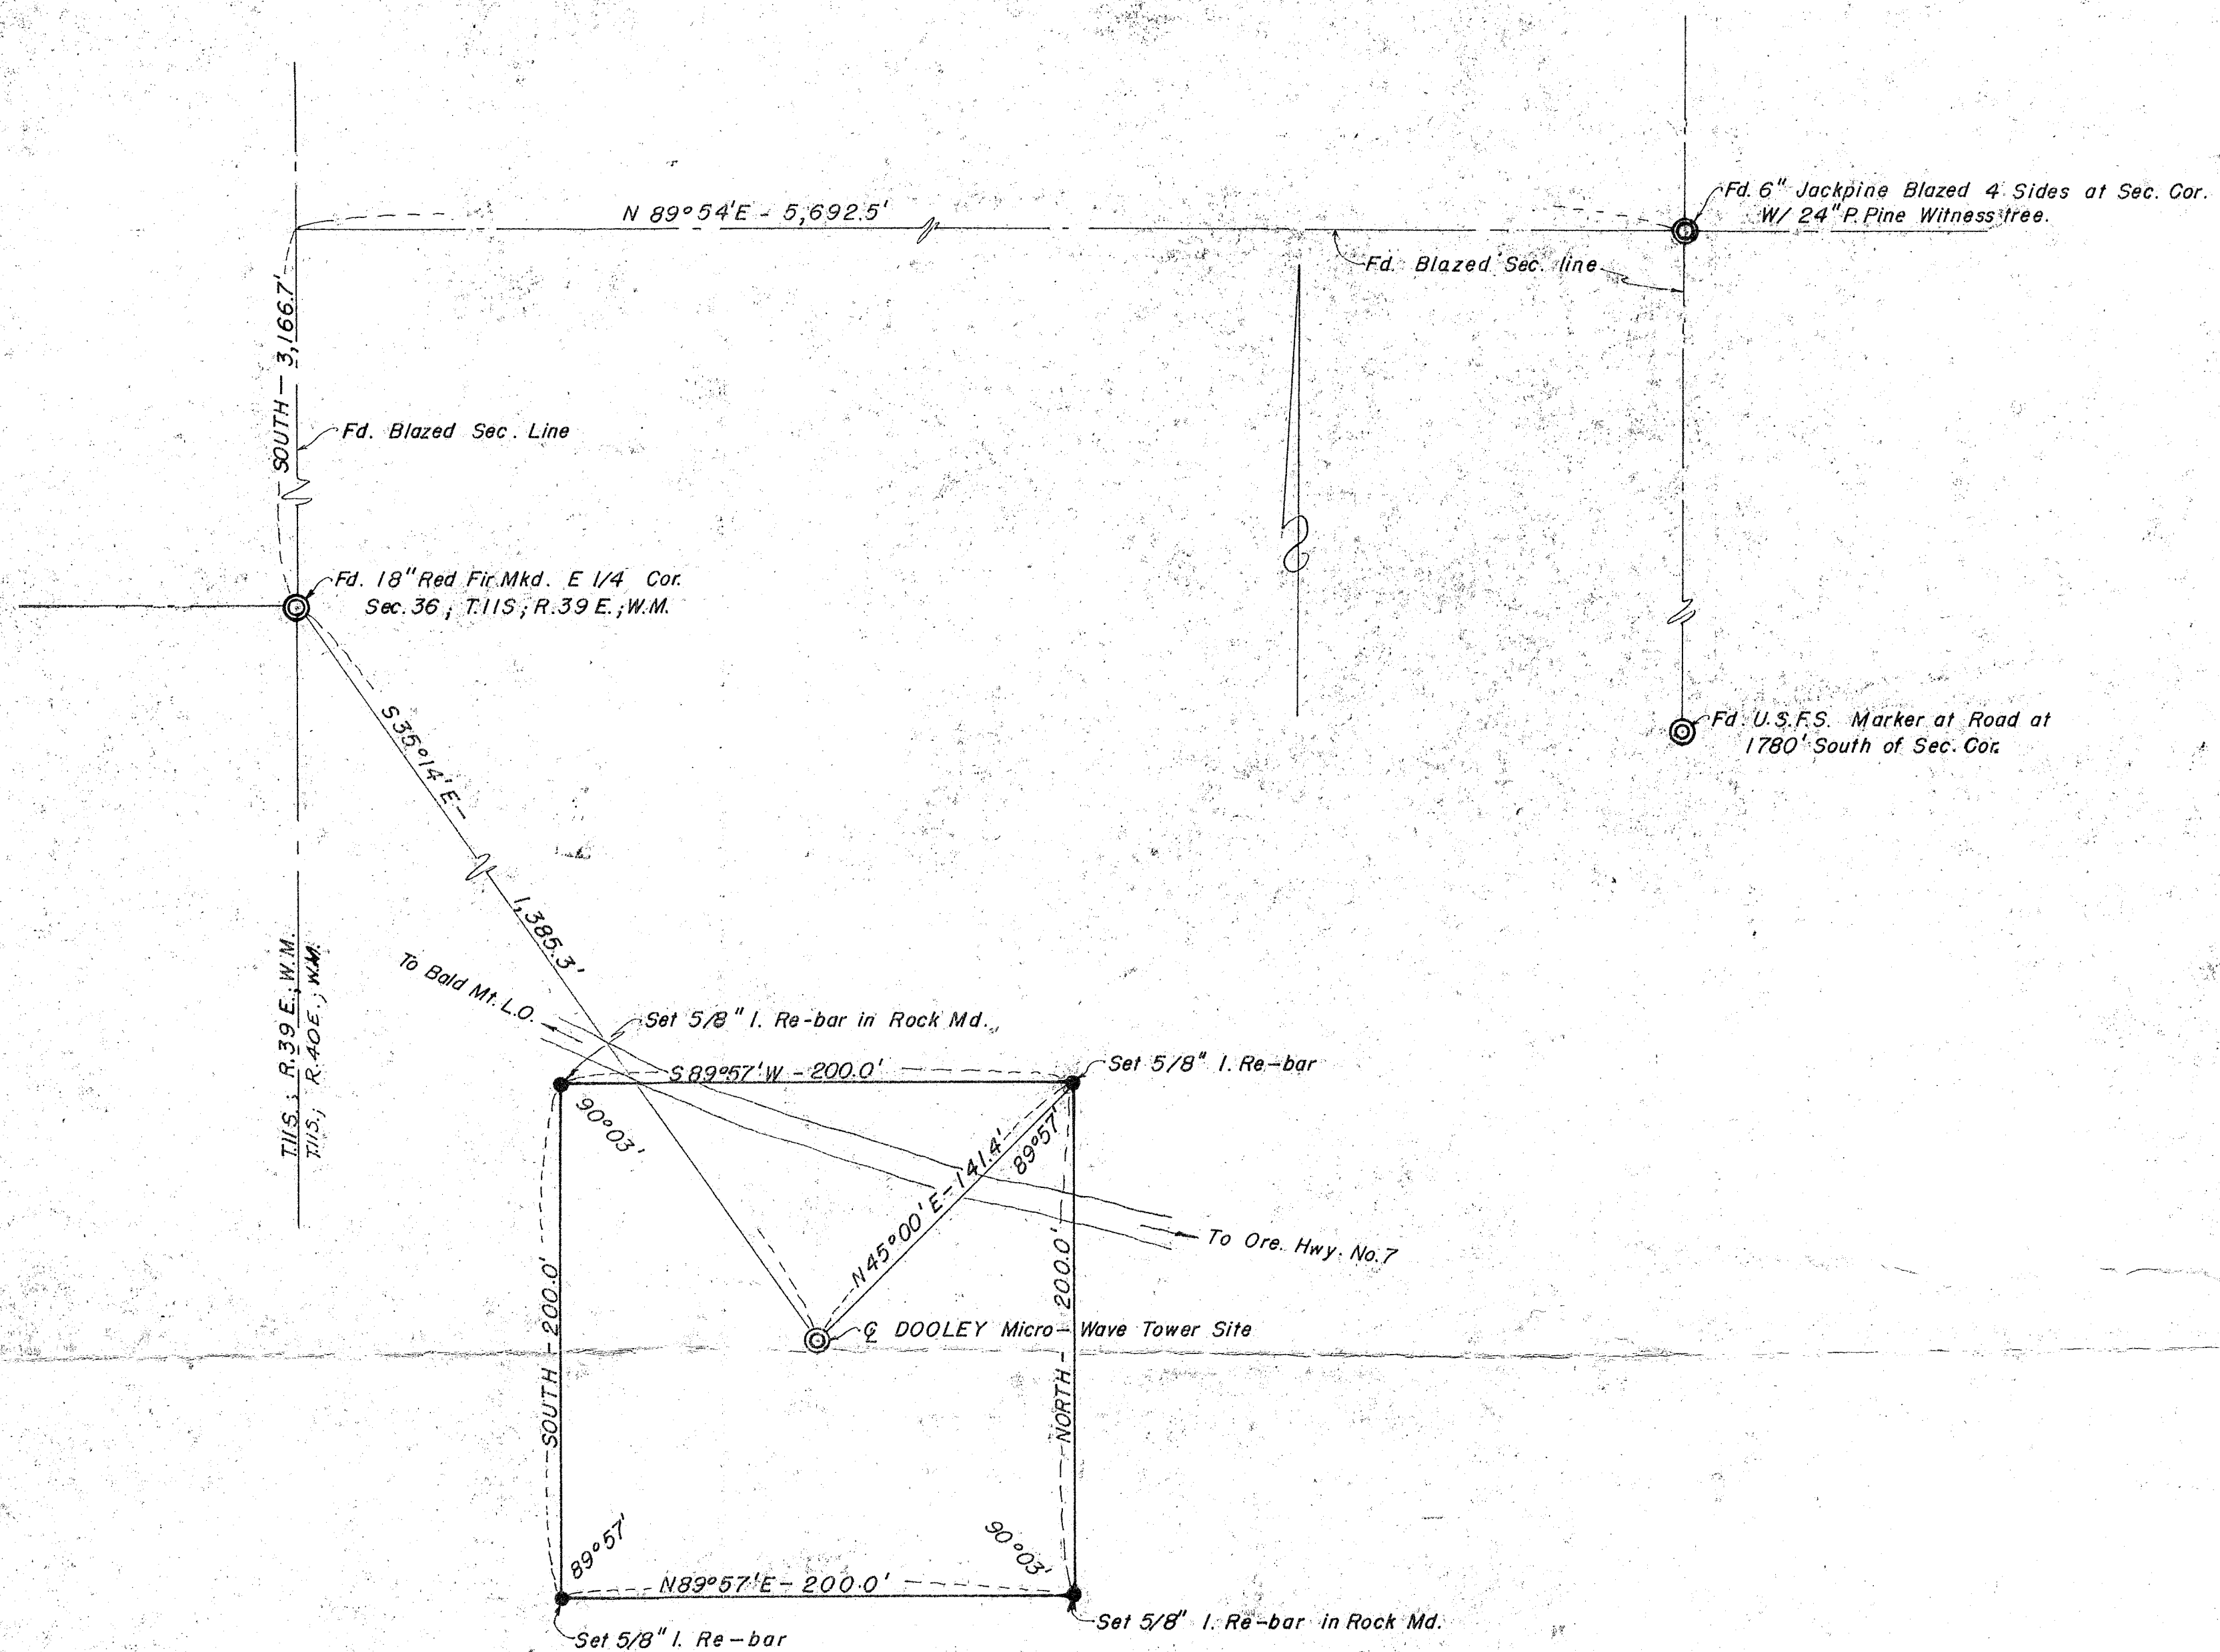 Fd. 6" Jackpine Blazed 4 Sides at Sec. Cor.
W/ 24" P. Pine Witness tree.
N 89°54'E - 5,692.5'
Fd. Blazed Sec. line
SOUTH - 3,166.7'
Fd. Blazed Sec. Line
Fd. 18" Red Fir Mkd. E 1/4 Cor.
Sec. 36 ; T.11S ; R.39 E. ; W.M.
Fd. U.S.F.S. Marker at Road at
1780' South of Sec. Cor.
S 35°14' E -
1,385.3'
T.11S. ; R.39 E. ; W.M.
T.11S. ; R.40E. ; W.M.
To Bald Mt. L.O.
Set 5/8" I. Re-bar in Rock Md.
S 89°57' W - 200.0'
Set 5/8" I. Re-bar
90°03'
89°57'
N 45°00' E - 141.4'
To Ore. Hwy. No. 7
SOUTH - 200.0'
NORTH - 200.0'
℄ DOOLEY Micro-Wave Tower Site
89°57'
90°03'
N 89°57' E - 200.0'
Set 5/8" I. Re-bar
Set 5/8" I. Re-bar in Rock Md.